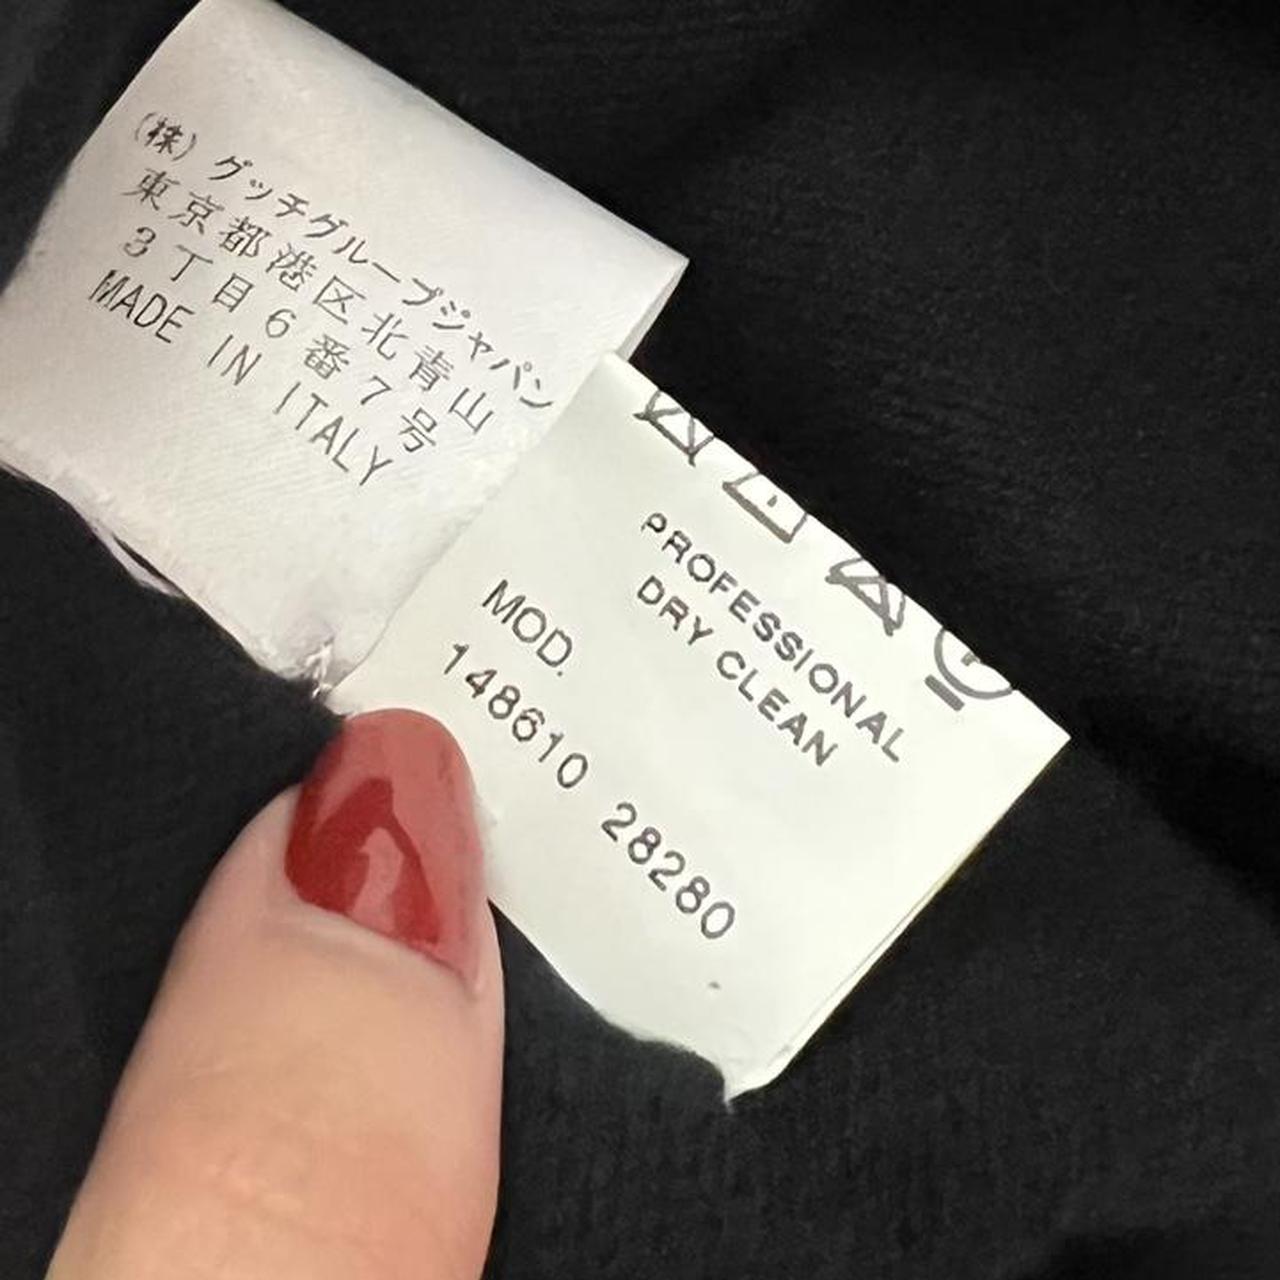 (株)グッチグループジャパン
東京都港区北青山
3丁目6番7号
MADE IN ITALY
PROFESSIONAL
DRY CLEAN
MOD.
148610 28280